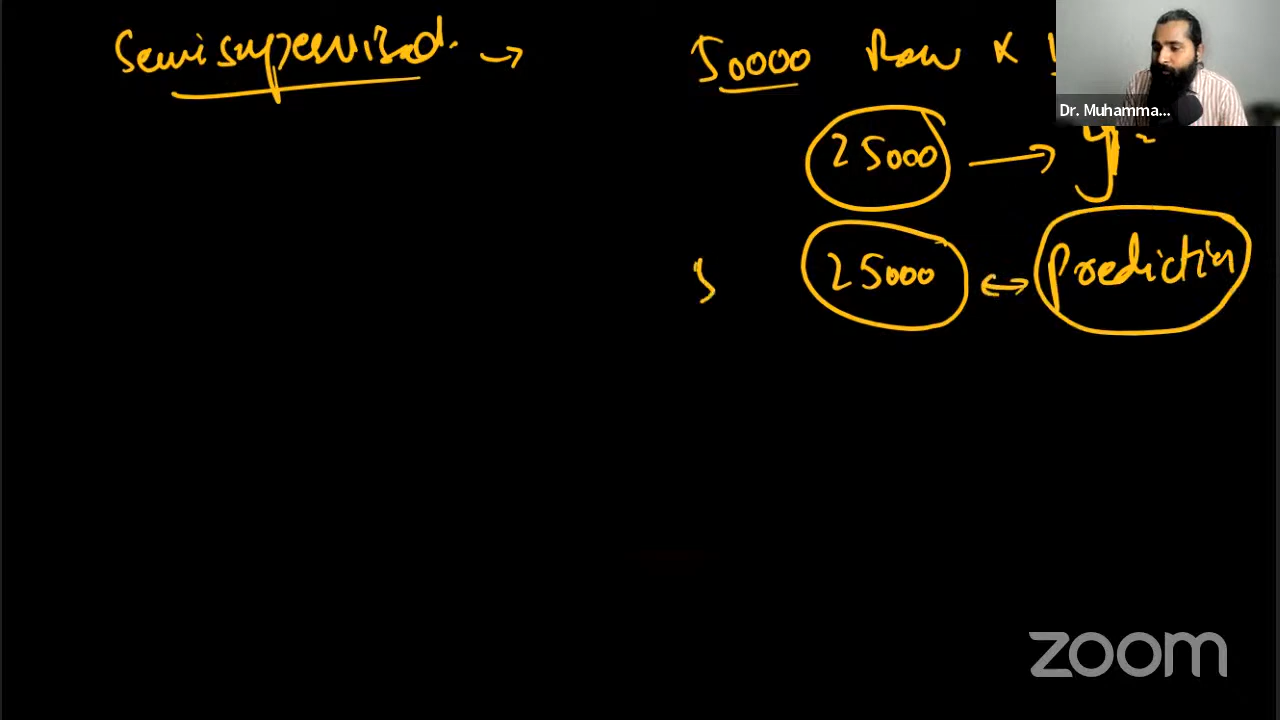 Semisupervised. → 50000 Row X
Dr. Muhamma...
25000 → y =
25000 ↔ prediction
zoom